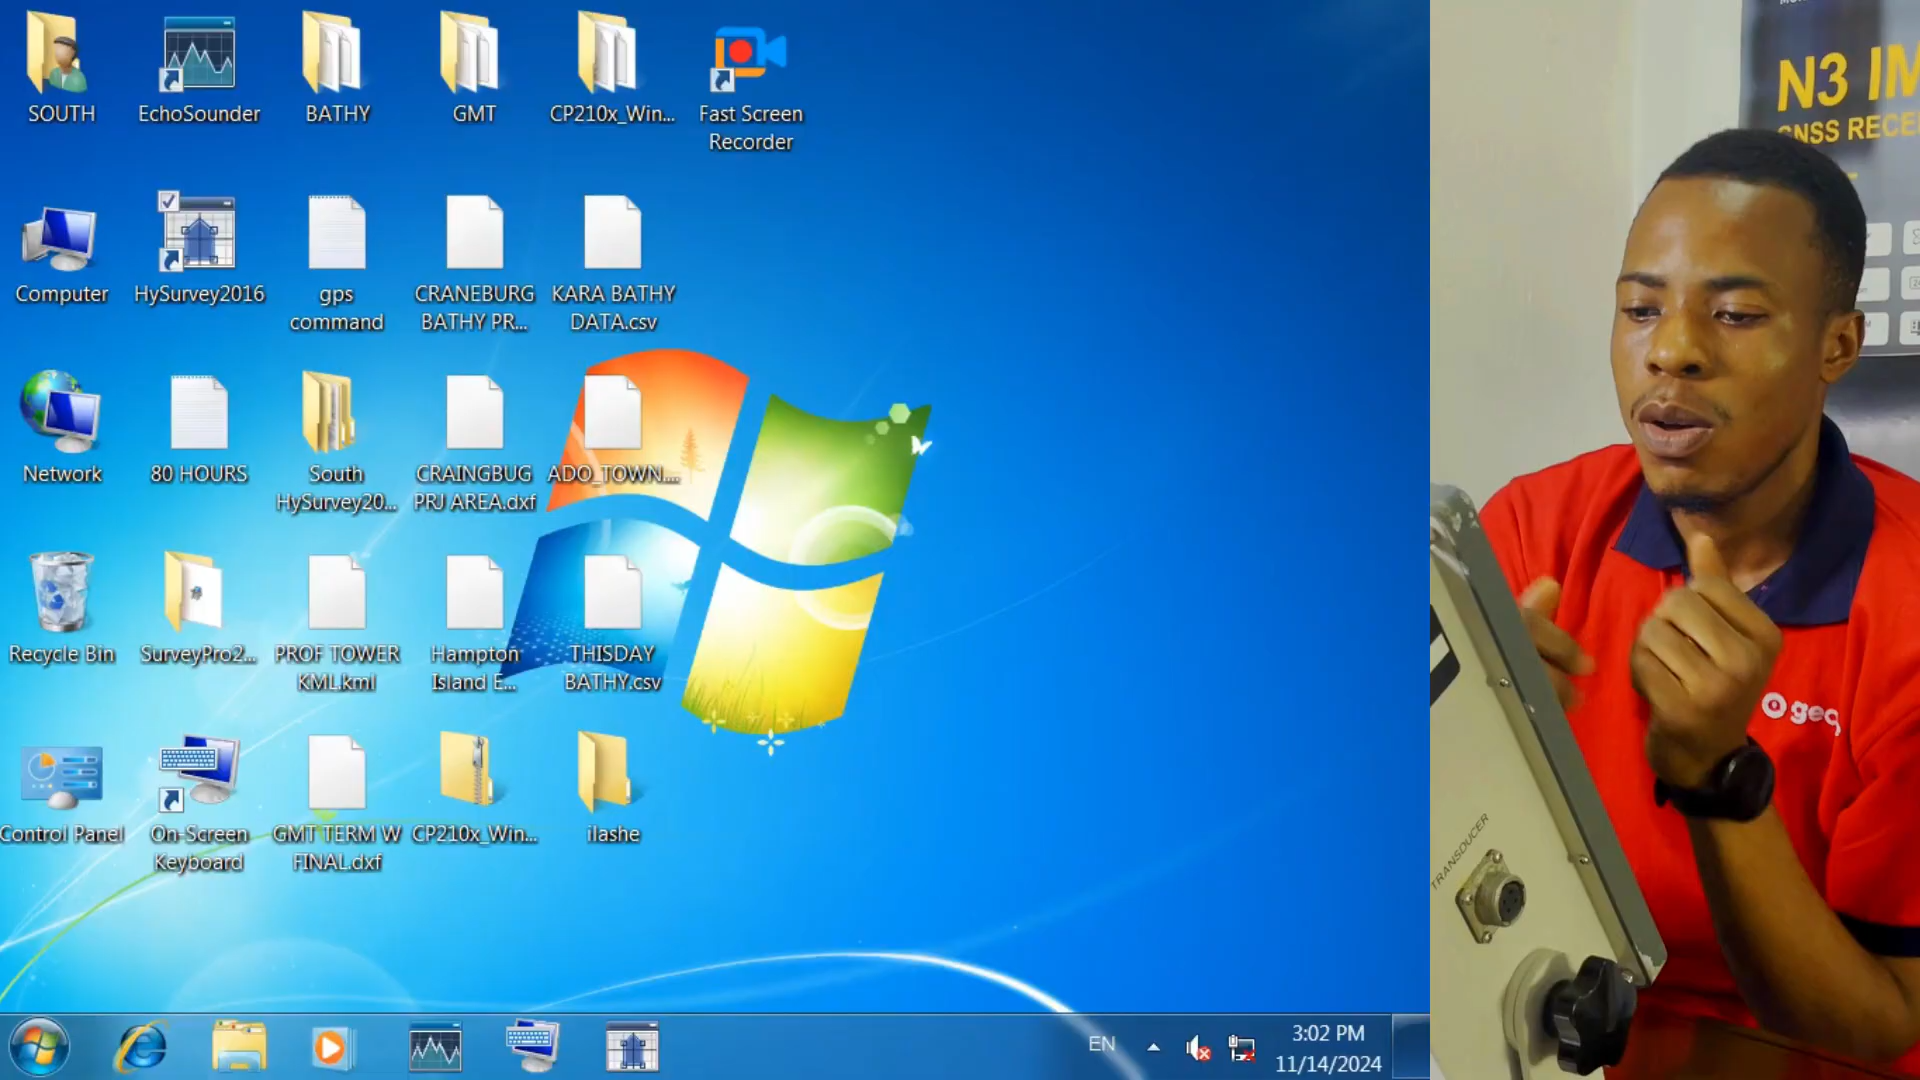 SOUTH
EchoSounder
BATHY
GMT
CP210x_Win...
Fast Screen
Recorder
Computer
HySurvey2016
gps
command
CRANEBURG
BATHY PR...
KARA BATHY
DATA.csv
Network
80 HOURS
South
HySurvey20...
CRAINGBUG
PRJ AREA.dxf
ADO_TOWN....
Recycle Bin
SurveyPro2...
PROF TOWER
KML.kml
Hampton
Island E...
THISDAY
BATHY.csv
Control Panel
On-Screen
Keyboard
GMT TERM W
FINAL.dxf
CP210x_Win...
ilashe
EN
3:02 PM
11/14/2024
N3 IM
GNSS RECE
geo
TRANSDUCER